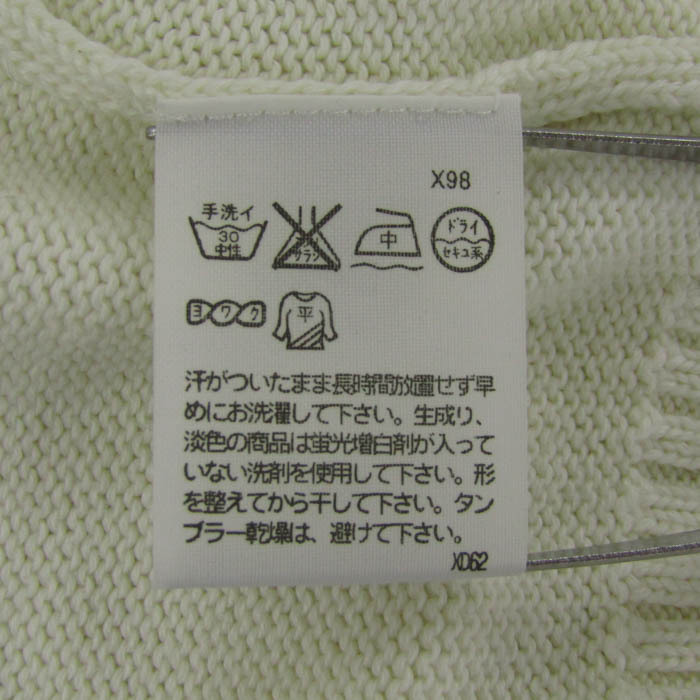 X98
手洗イ
30
中性
エンソ
サラシ
中
ドライ
セキユ系
ヨワク
平
汗がついたまま長時間放置せず早
めにお洗濯して下さい。生成り、
淡色の商品は蛍光増白剤が入って
いない洗剤を使用して下さい。形
を整えてから干して下さい。タン
ブラー乾燥は、避けて下さい。
XD62